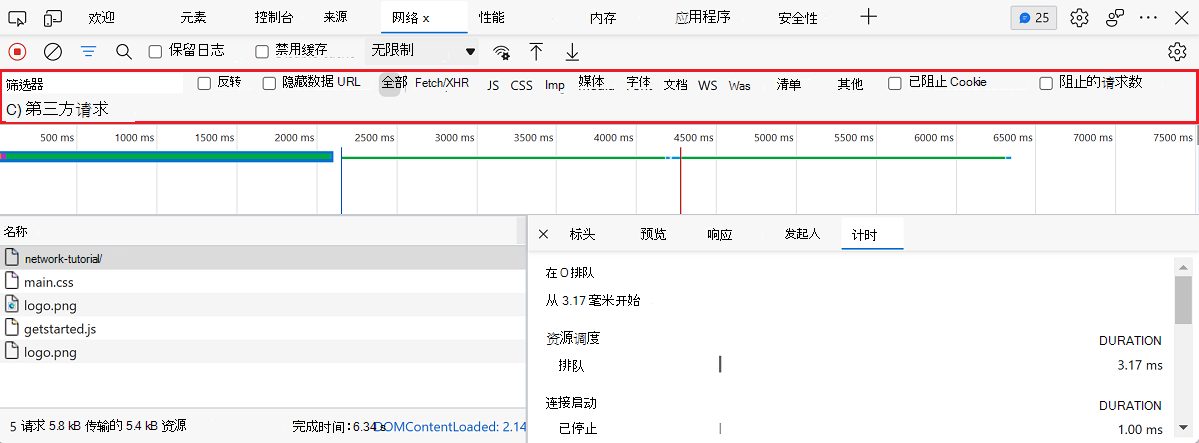 欢迎 元素 控制台 来源 网络 x 性能 内存 应用程序 安全性 25
保留日志 禁用缓存 无限制
筛选器 反转 隐藏数据 URL 全部 Fetch/XHR JS CSS Imp 媒体 字体 文档 WS Was 清单 其他 已阻止 Cookie 阻止的请求数
C) 第三方请求
500 ms 1000 ms 1500 ms 2000 ms 2500 ms 3000 ms 3500 ms 4000 ms 4500 ms 5000 ms 5500 ms 6000 ms 6500 ms 7000 ms 7500 ms
名称
network-tutorial/
main.css
logo.png
getstarted.js
logo.png
5 请求 5.8 kB 传输的 5.4 kB 资源 完成时间：6.34 s DOMContentLoaded: 2.14
标头 预览 响应 发起人 计时
在 0 排队
从 3.17 毫米开始
资源调度 DURATION
排队 3.17 ms
连接启动 DURATION
已停止 1.00 ms